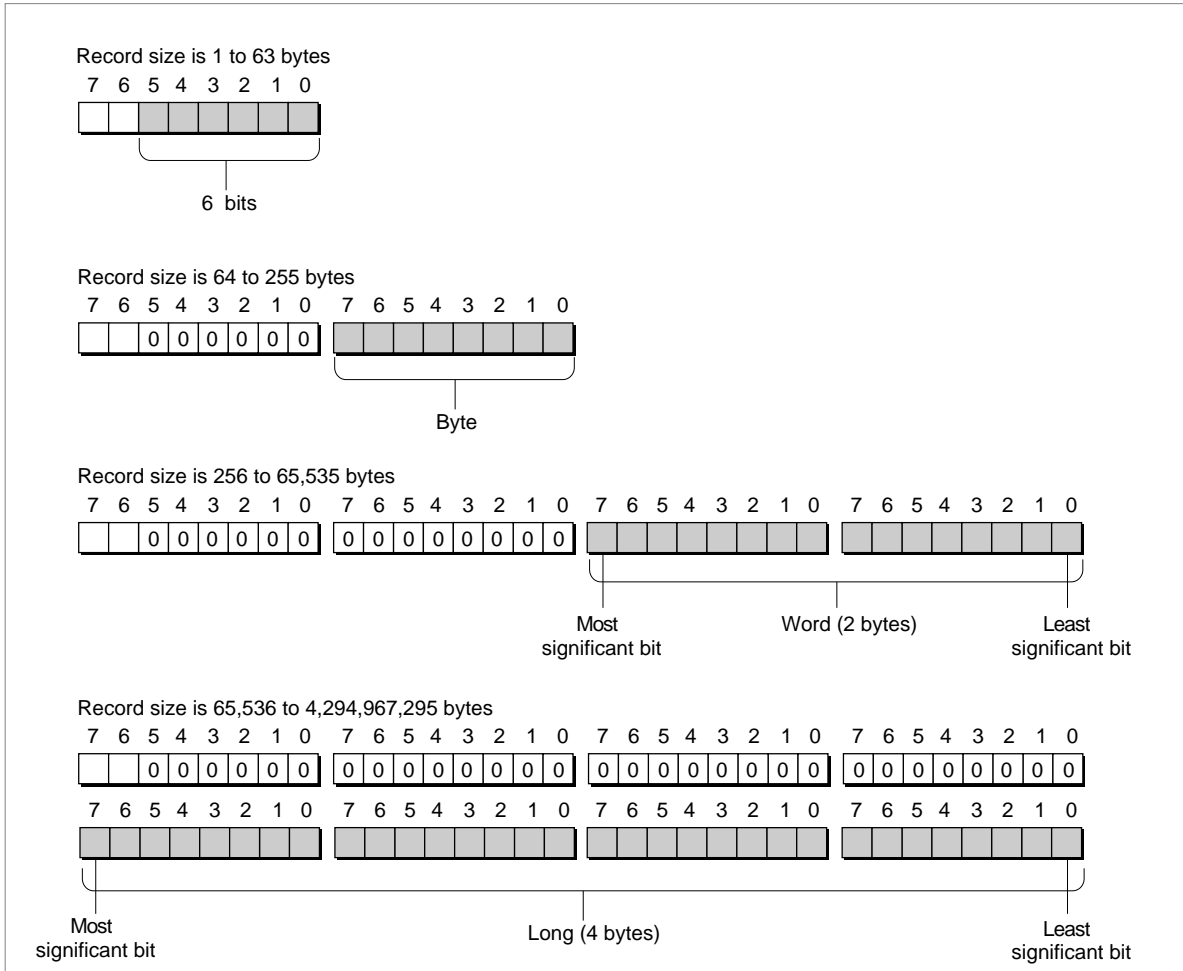 Record size is 1 to 63 bytes
7 6 5 4 3 2 1 0
6 bits
Record size is 64 to 255 bytes
7 6 5 4 3 2 1 0 7 6 5 4 3 2 1 0
0 0 0 0 0 0
Byte
Record size is 256 to 65,535 bytes
7 6 5 4 3 2 1 0 7 6 5 4 3 2 1 0 7 6 5 4 3 2 1 0 7 6 5 4 3 2 1 0
0 0 0 0 0 0 0 0 0 0 0 0 0 0
Most
significant bit
Word (2 bytes)
Least
significant bit
Record size is 65,536 to 4,294,967,295 bytes
7 6 5 4 3 2 1 0 7 6 5 4 3 2 1 0 7 6 5 4 3 2 1 0 7 6 5 4 3 2 1 0
0 0 0 0 0 0 0 0 0 0 0 0 0 0 0 0 0 0 0 0 0 0 0 0 0 0 0 0 0 0
7 6 5 4 3 2 1 0 7 6 5 4 3 2 1 0 7 6 5 4 3 2 1 0 7 6 5 4 3 2 1 0
Most
significant bit
Long (4 bytes)
Least
significant bit